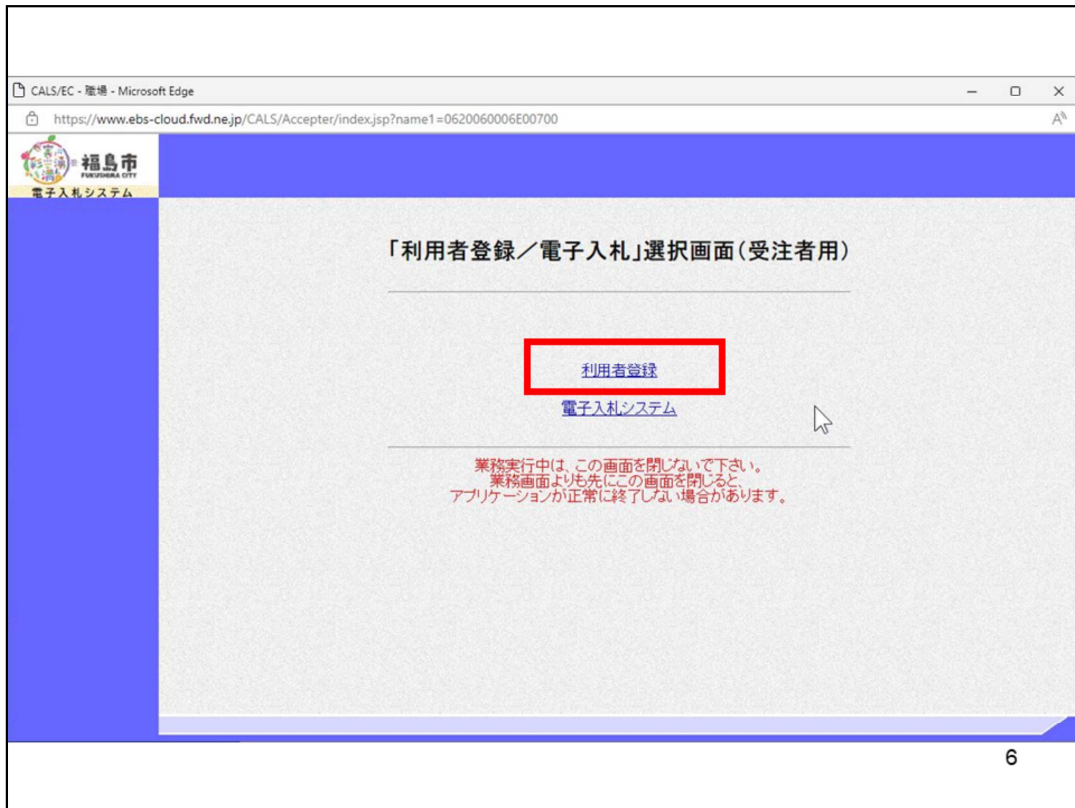 CALS/EC - 職場 - Microsoft Edge
https://www.ebs-cloud.fwd.ne.jp/CALS/Accepter/index.jsp?name1=0620060006E00700
福島市
FUKUSHIMA CITY
電子入札システム
「利用者登録／電子入札」選択画面(受注者用)
利用者登録
電子入札システム
業務実行中は、この画面を閉じないで下さい。
業務画面よりも先にこの画面を閉じると、
アプリケーションが正常に終了しない場合があります。
6